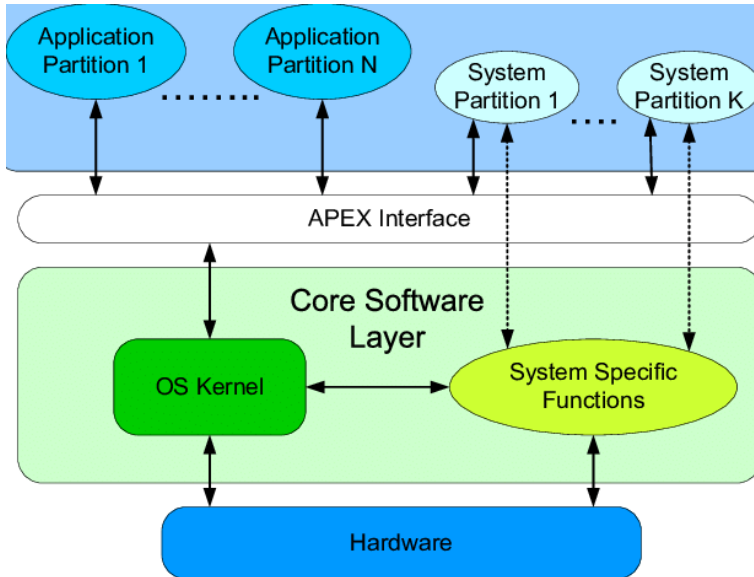 Application
Partition 1
Application
Partition N
System
Partition 1
System
Partition K
APEX Interface
Core Software
Layer
OS Kernel
System Specific
Functions
Hardware